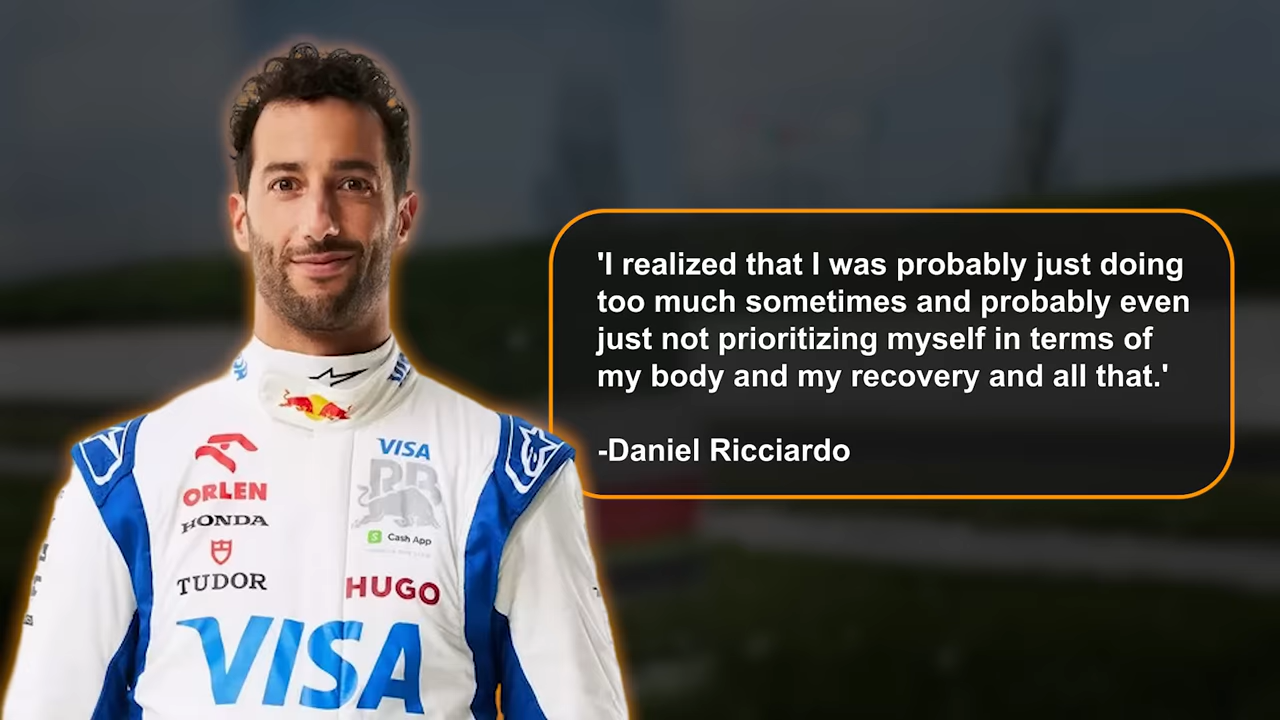 'I realized that I was probably just doing
too much sometimes and probably even
just not prioritizing myself in terms of
my body and my recovery and all that.'
-Daniel Ricciardo
VISA
ORLEN
RB
HONDA
Cash App
TUDOR
HUGO
VISA